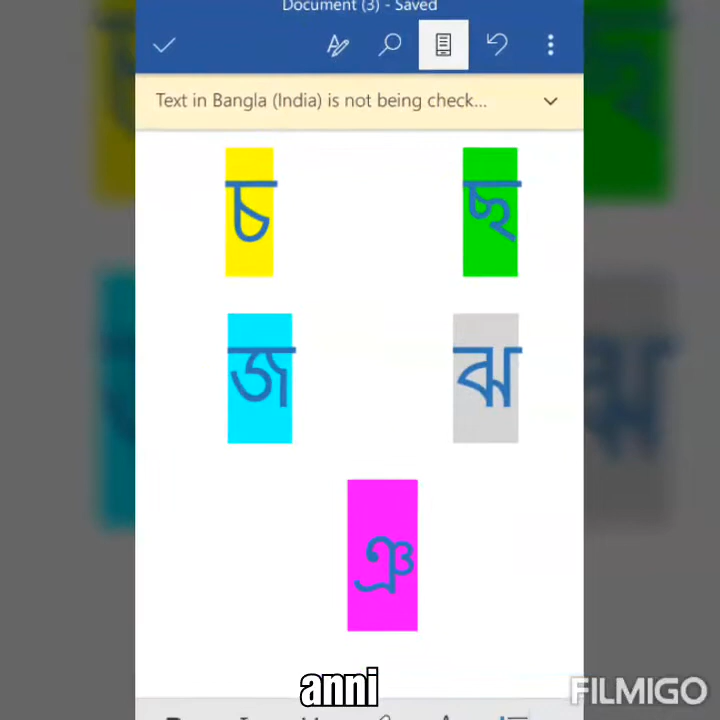 Document (3) - Saved
Text in Bangla (India) is not being check...
চ ছ
জ ঝ
ঞ
anni
FILMIGO